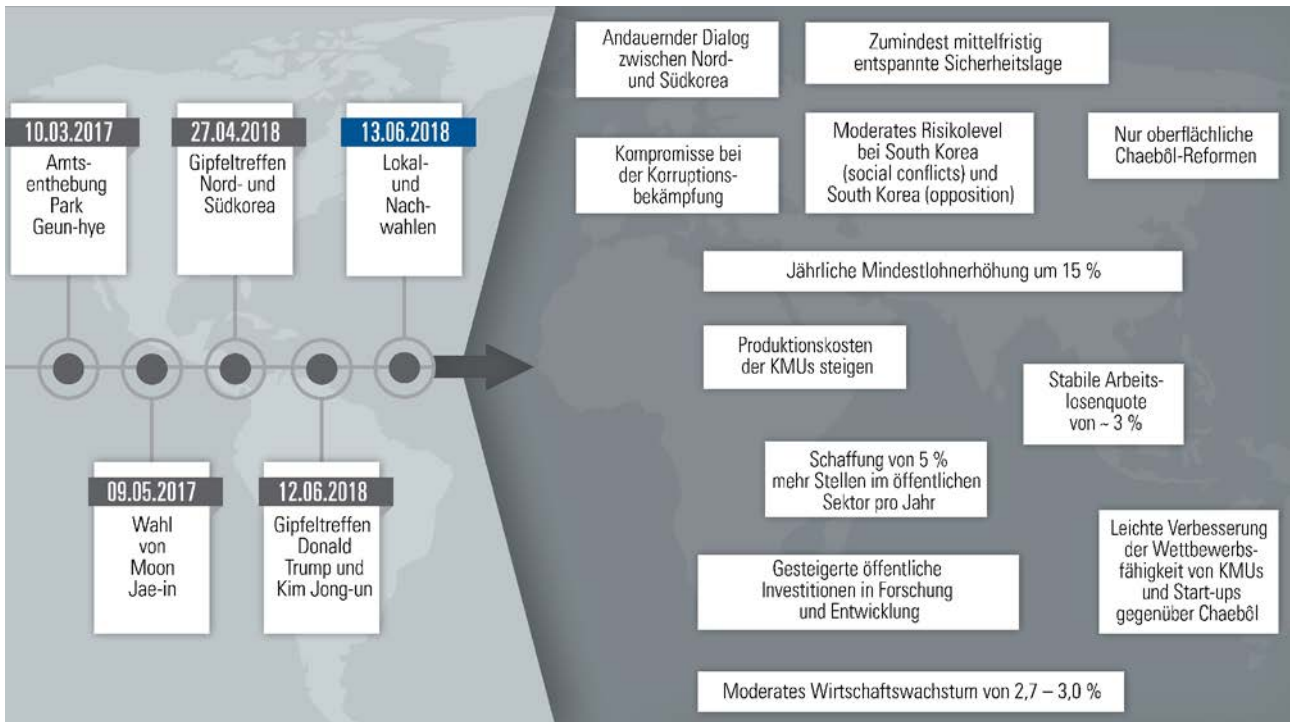 10.03.2017
Amts-
enthebung
Park
Geun-hye
09.05.2017
Wahl
von
Moon
Jae-in
27.04.2018
Gipfeltreffen
Nord- und
Südkorea
12.06.2018
Gipfeltreffen
Donald
Trump und
Kim Jong-un
13.06.2018
Lokal-
und
Nach-
wahlen
Andauernder Dialog
zwischen Nord-
und Südkorea
Zumindest mittelfristig
entspannte Sicherheitslage
Kompromisse bei
der Korruptions-
bekämpfung
Moderates Risikolevel
bei South Korea
(social conflicts) und
South Korea (opposition)
Nur oberflächliche
Chaebôl-Reformen
Jährliche Mindestlohnerhöhung um 15 %
Produktionskosten
der KMUs steigen
Stabile Arbeits-
losenquote
von ~ 3 %
Schaffung von 5 %
mehr Stellen im öffentlichen
Sektor pro Jahr
Gesteigerte öffentliche
Investitionen in Forschung
und Entwicklung
Leichte Verbesserung
der Wettbewerbs-
fähigkeit von KMUs
und Start-ups
gegenüber Chaebôl
Moderates Wirtschaftswachstum von 2,7 – 3,0 %